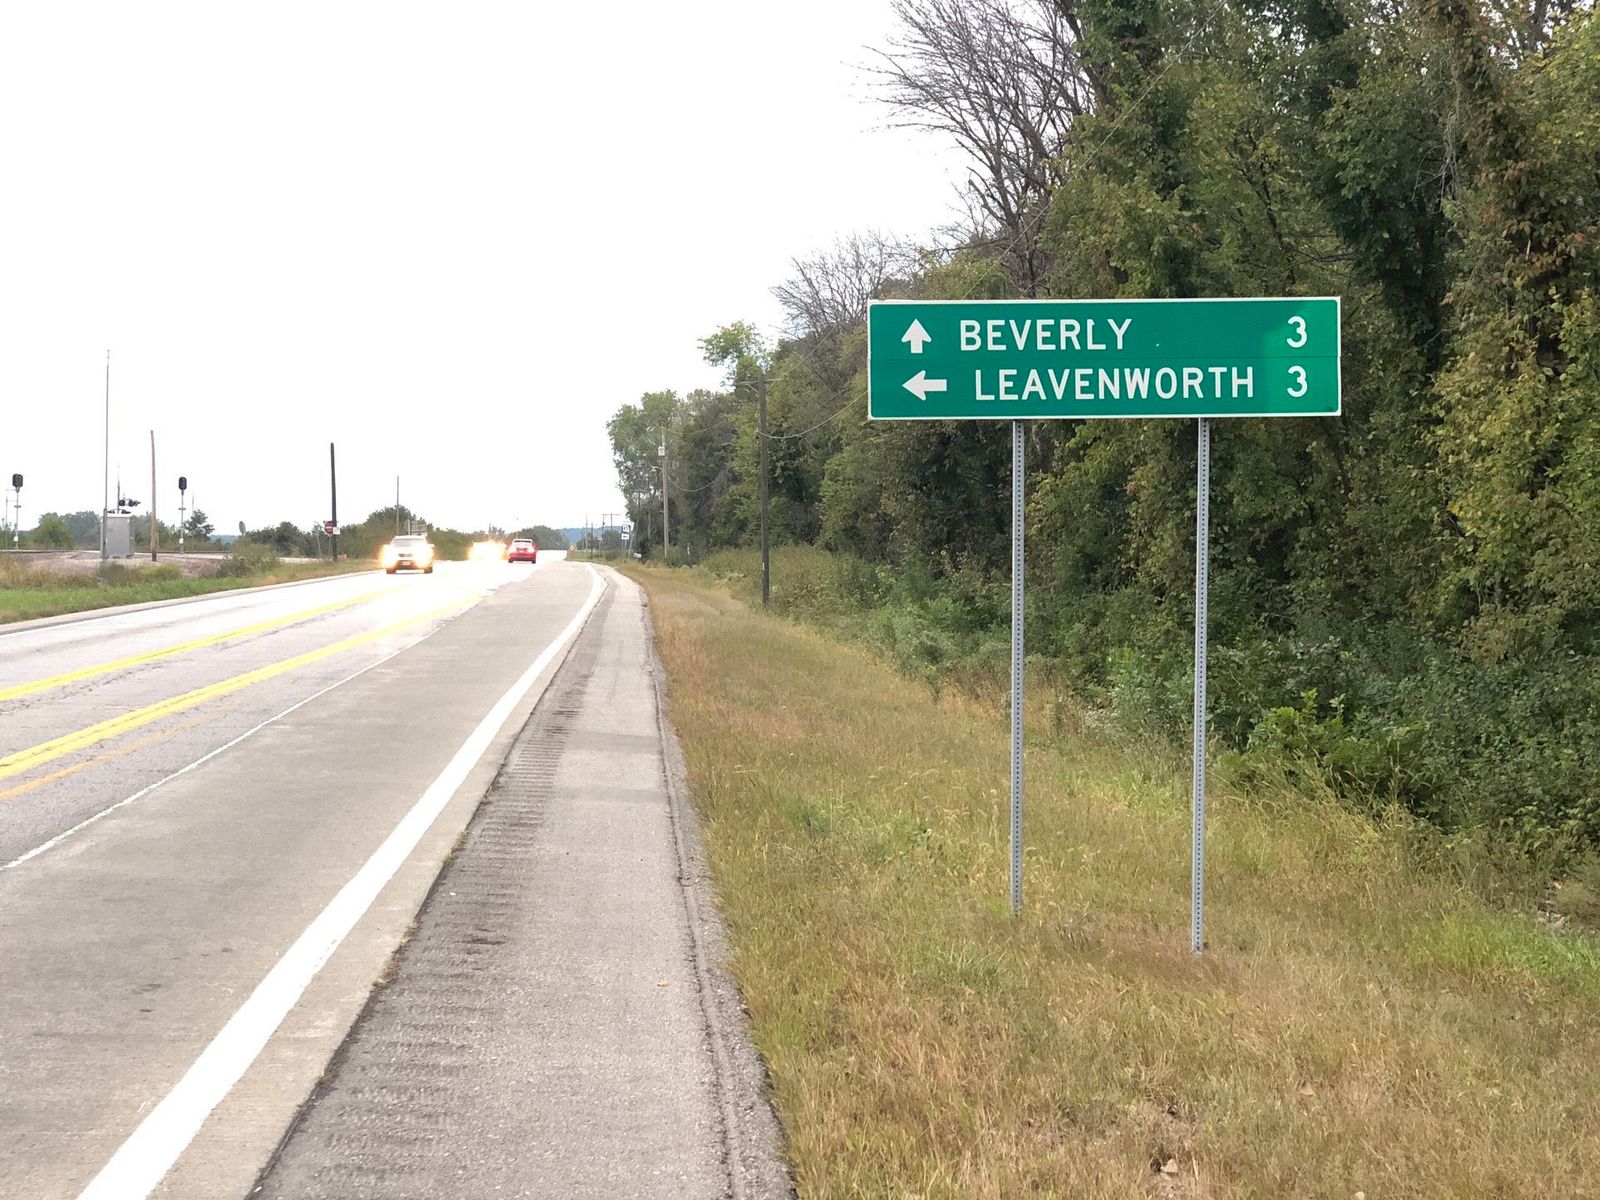 ↑ BEVERLY 3
← LEAVENWORTH 3